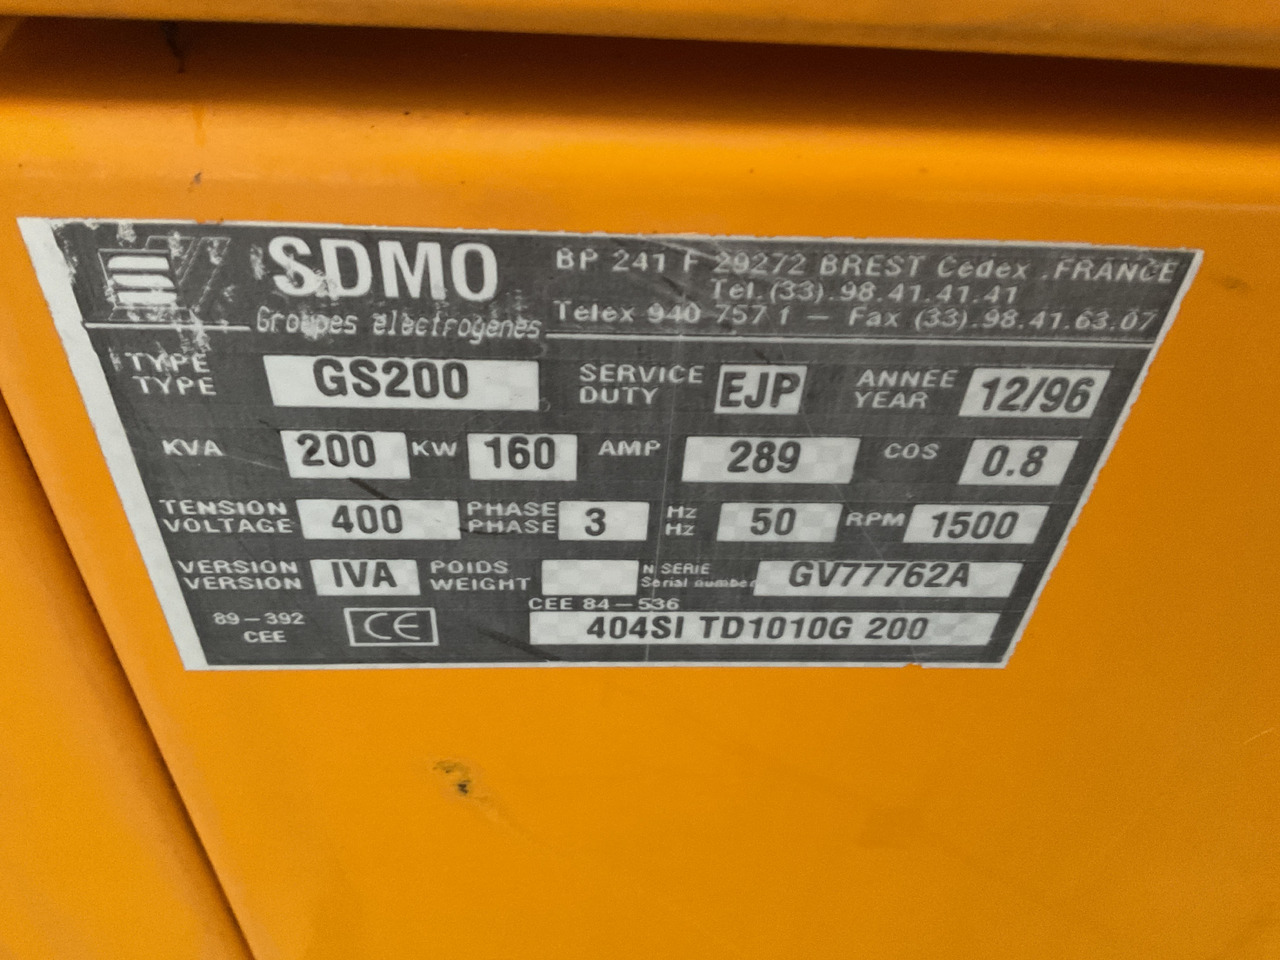 SDMO
Groupes électrogènes
BP 241 F 29272 BREST Cedex .FRANCE
Tel.(33).98.41.41.41
Telex 940 757 f — Fax (33).98.41.63.07
TYPE
TYPE GS200 SERVICE DUTY EJP ANNÉE YEAR 12/96
KVA 200 KW 160 AMP 289 COS 0.8
TENSION VOLTAGE 400 PHASE PHASE 3 Hz Hz 50 RPM 1500
VERSION VERSION IVA POIDS WEIGHT N SERIE Serial number GV77762A
89-392 CEE CE CEE 84-536 404SI TD1010G 200